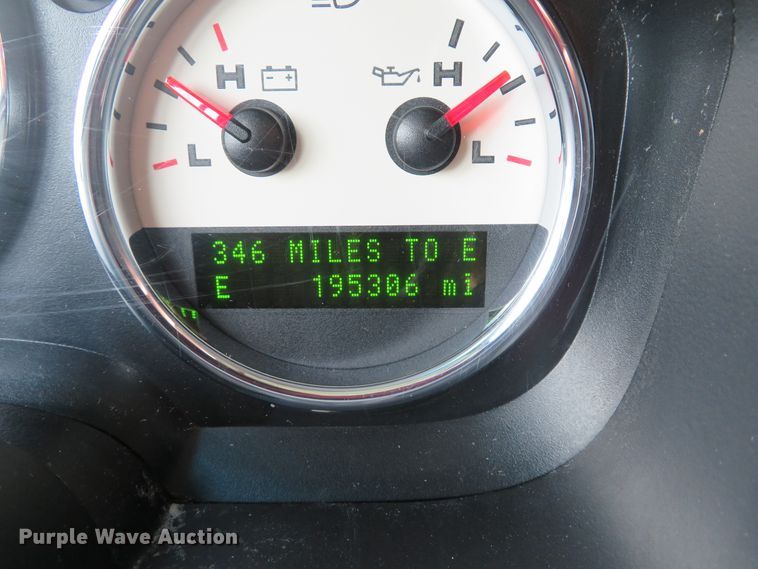 H H
L L
346 MILES TO E
E 195306 mi
Purple Wave Auction